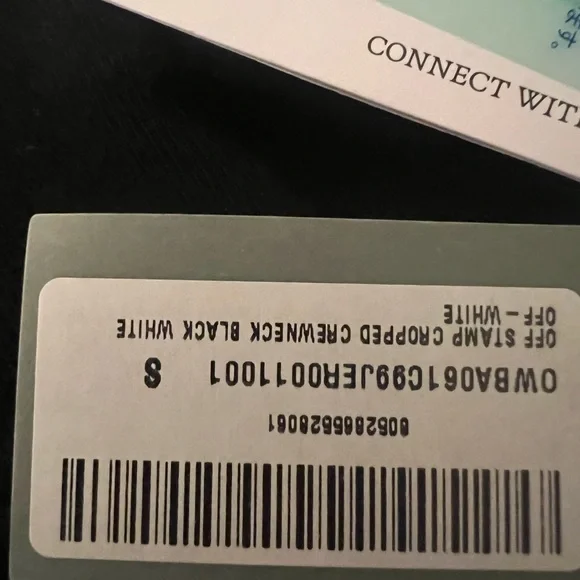 CONNECT WIT
8052865528061
OWBA061C99JER0011001 S
OFF STAMP CROPPED CREWNECK BLACK WHITE
OFF-WHITE